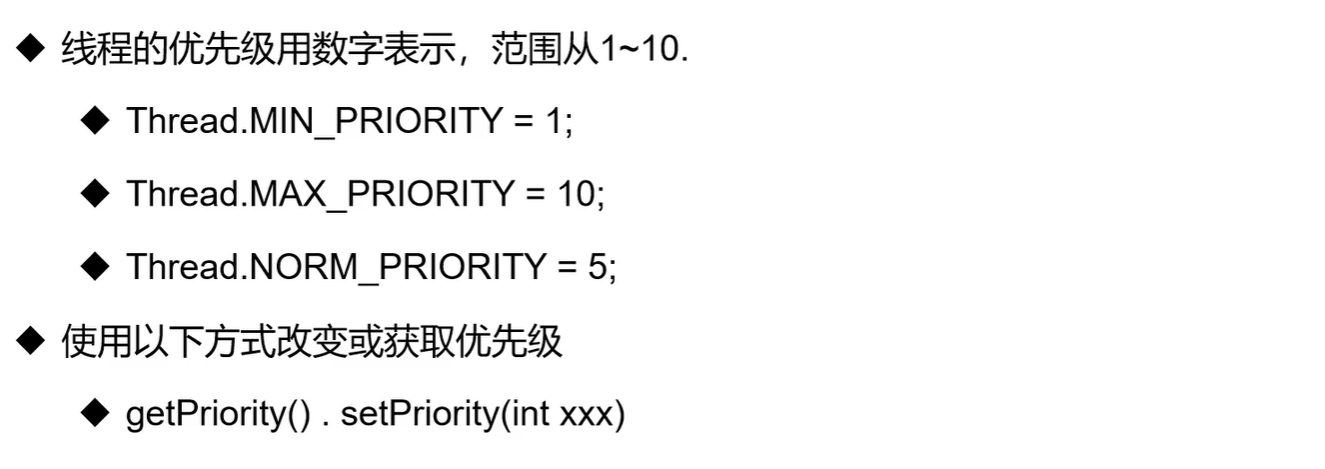 ◆ 线程的优先级用数字表示，范围从1~10.
◆ Thread.MIN_PRIORITY = 1;
◆ Thread.MAX_PRIORITY = 10;
◆ Thread.NORM_PRIORITY = 5;
◆ 使用以下方式改变或获取优先级
◆ getPriority() . setPriority(int xxx)